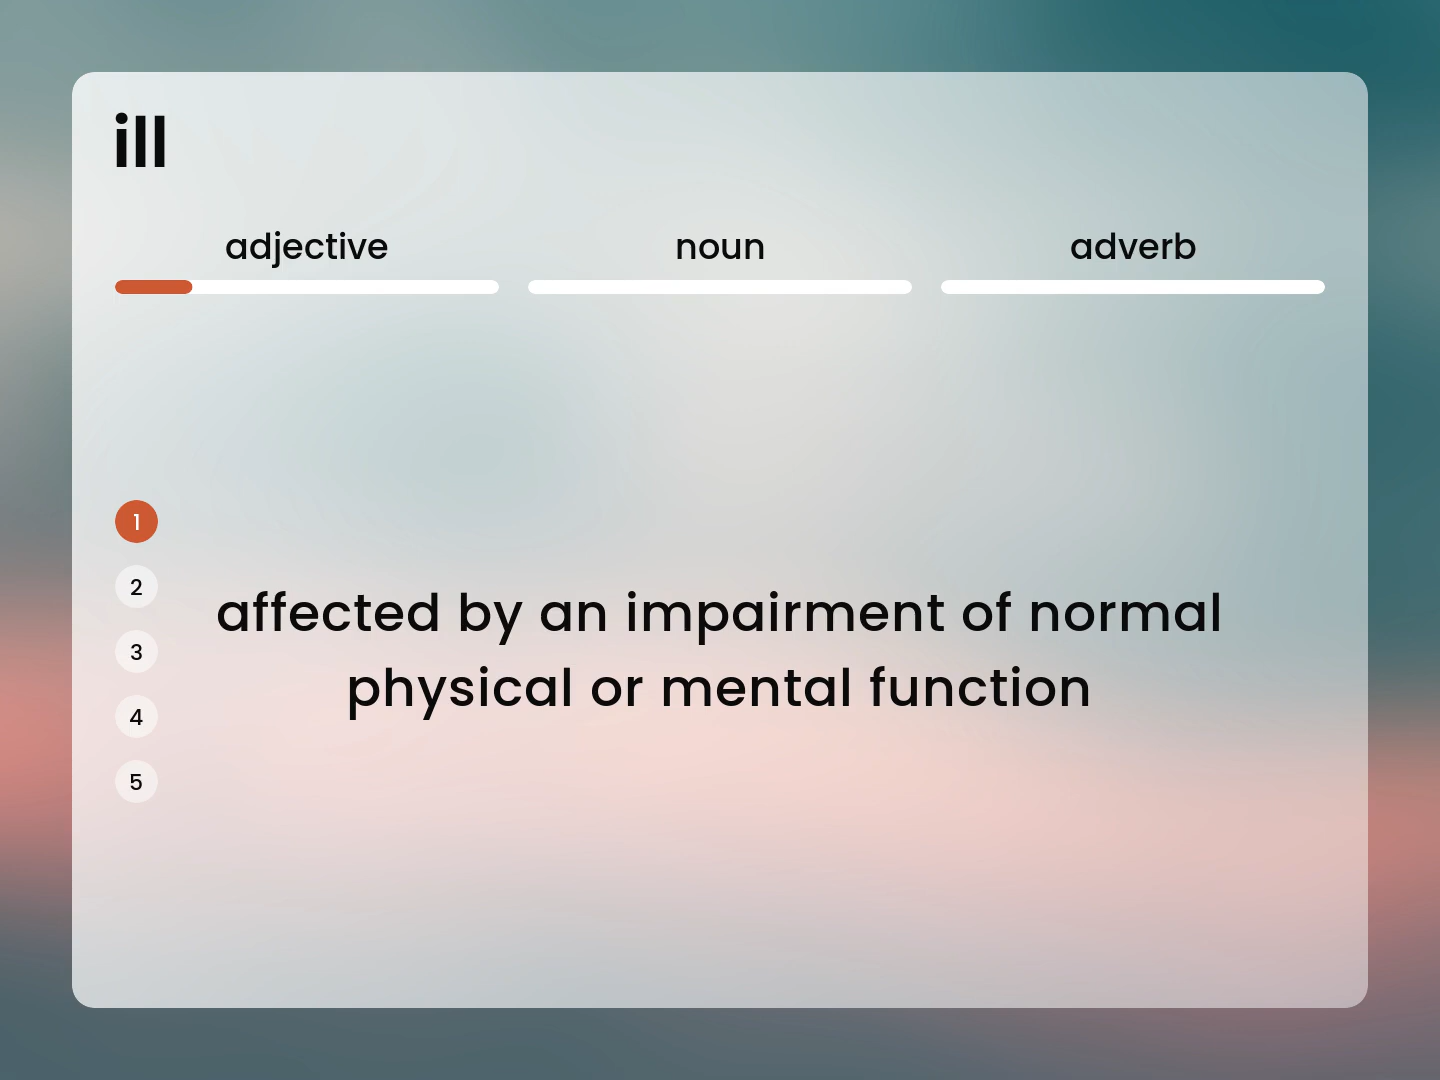 ill
adjective
noun
adverb
1
2
3
4
5
affected by an impairment of normal
physical or mental function